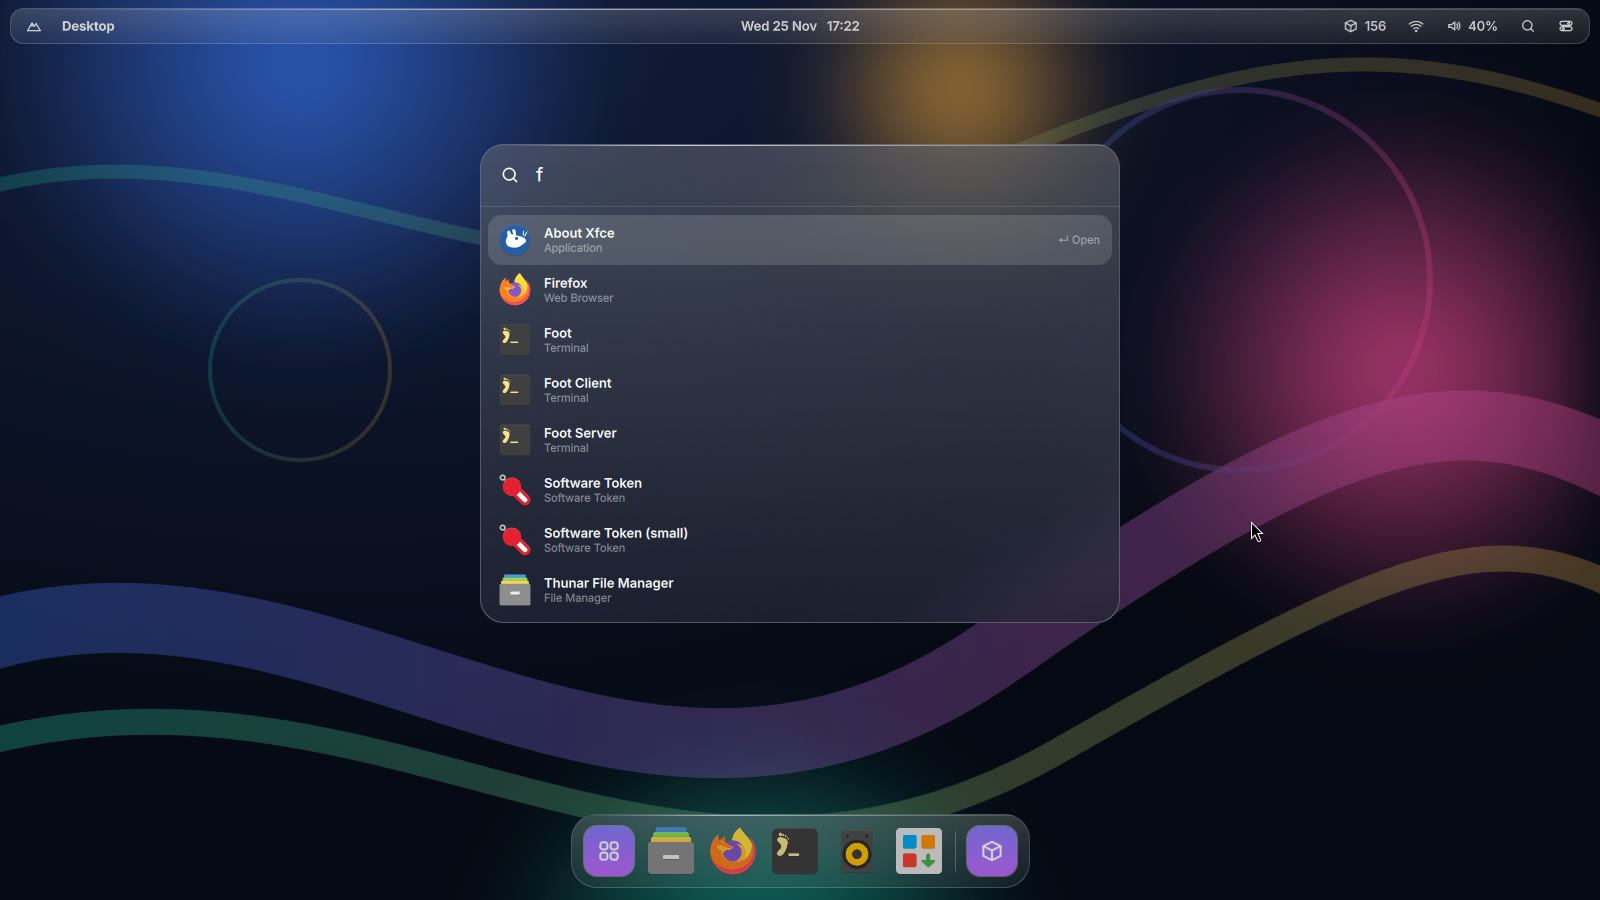 Desktop
Wed 25 Nov 17:22
156
40%
f
About Xfce
Application
Open
Firefox
Web Browser
Foot
Terminal
Foot Client
Terminal
Foot Server
Terminal
Software Token
Software Token
Software Token (small)
Software Token
Thunar File Manager
File Manager